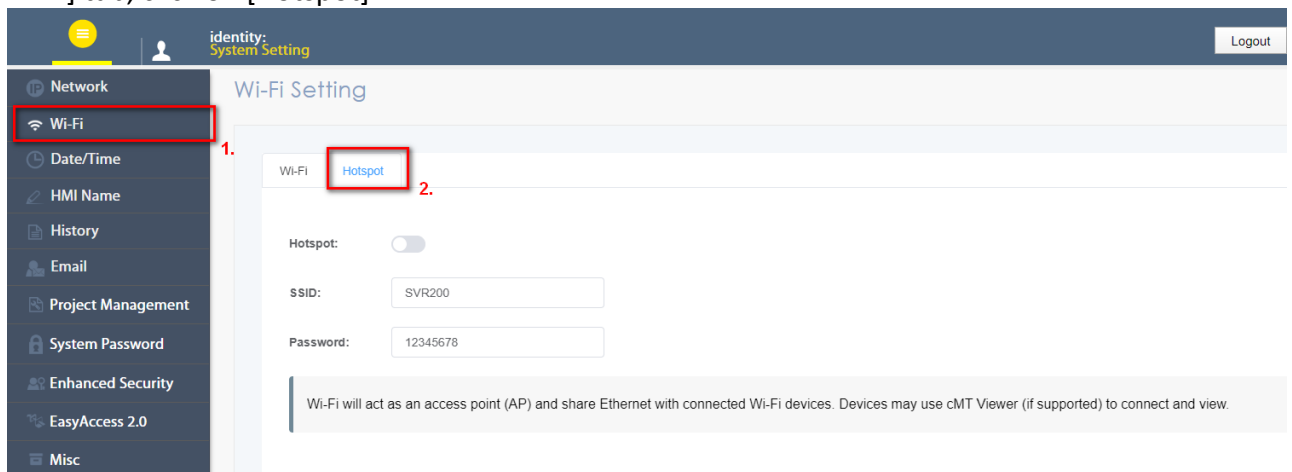 identity:
System Setting
Logout
Network
Wi-Fi
Date/Time
HMI Name
History
Email
Project Management
System Password
Enhanced Security
EasyAccess 2.0
Misc
1.
Wi-Fi Setting
Wi-Fi Hotspot
2.
Hotspot:
SSID: SVR200
Password: 12345678
Wi-Fi will act as an access point (AP) and share Ethernet with connected Wi-Fi devices. Devices may use cMT Viewer (if supported) to connect and view.